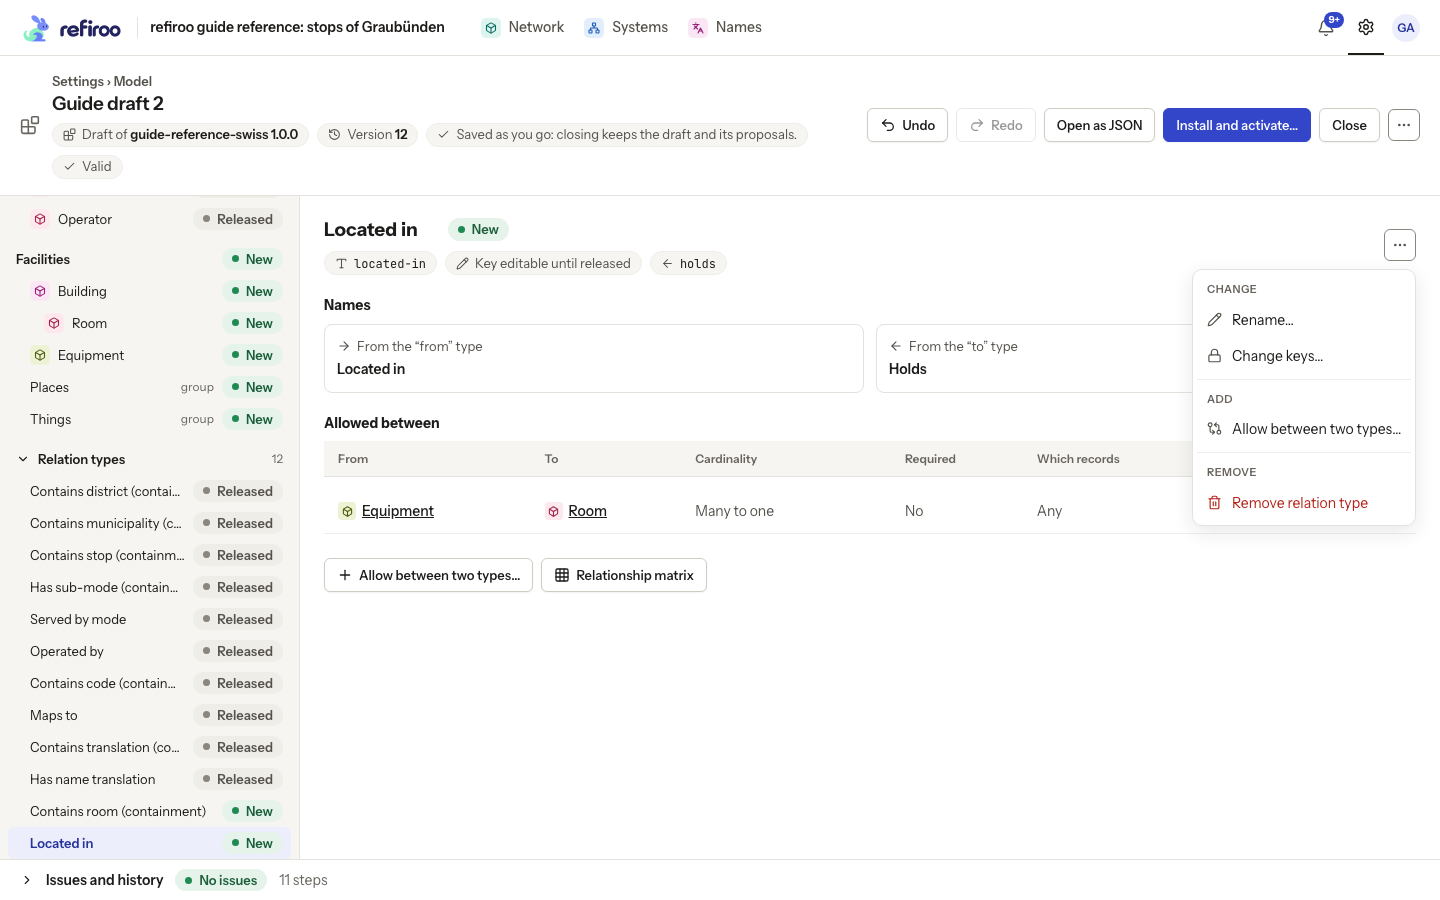 refiroo
refiroo guide reference: stops of Graubünden
Network
Systems
Names
9+
GA
Settings › Model
Guide draft 2
Draft of guide-reference-swiss 1.0.0
Version 12
Saved as you go: closing keeps the draft and its proposals.
Valid
Undo
Redo
Open as JSON
Install and activate...
Close
Operator
Released
Facilities
New
Building
New
Room
New
Equipment
New
Places
group
New
Things
group
New
Relation types
12
Contains district (contai...
Released
Contains municipality (c...
Released
Contains stop (containm...
Released
Has sub-mode (contain...
Released
Served by mode
Released
Operated by
Released
Contains code (contain...
Released
Maps to
Released
Contains translation (co...
Released
Has name translation
Released
Contains room (containment)
New
Located in
New
Located in
New
located-in
Key editable until released
holds
Names
From the “from” type
Located in
From the “to” type
Holds
Allowed between
From
To
Cardinality
Required
Which records
Equipment
Room
Many to one
No
Any
Allow between two types...
Relationship matrix
CHANGE
Rename...
Change keys...
ADD
Allow between two types...
REMOVE
Remove relation type
Issues and history
No issues
11 steps